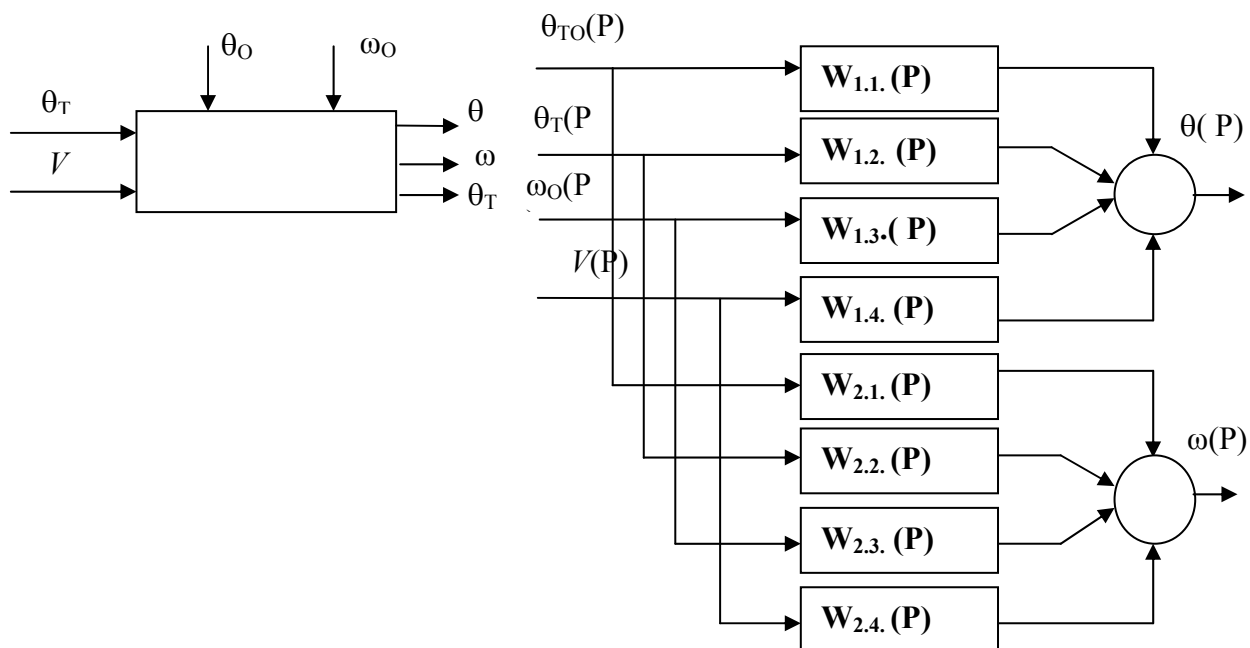 θO
ωO
θT
V
θ
ω
θT
θTO(P)
θT(P
ωO(P
V(P)
W1.1. (P)
W1.2. (P)
W1.3.( P)
W1.4. (P)
W2.1. (P)
W2.2. (P)
W2.3. (P)
W2.4. (P)
θ( P)
ω(P)